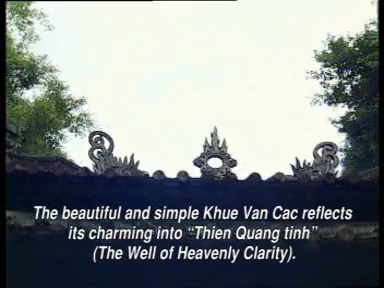 The beautiful and simple Khue Van Cac reflects
its charming into “Thien Quang tinh”
(The Well of Heavenly Clarity).